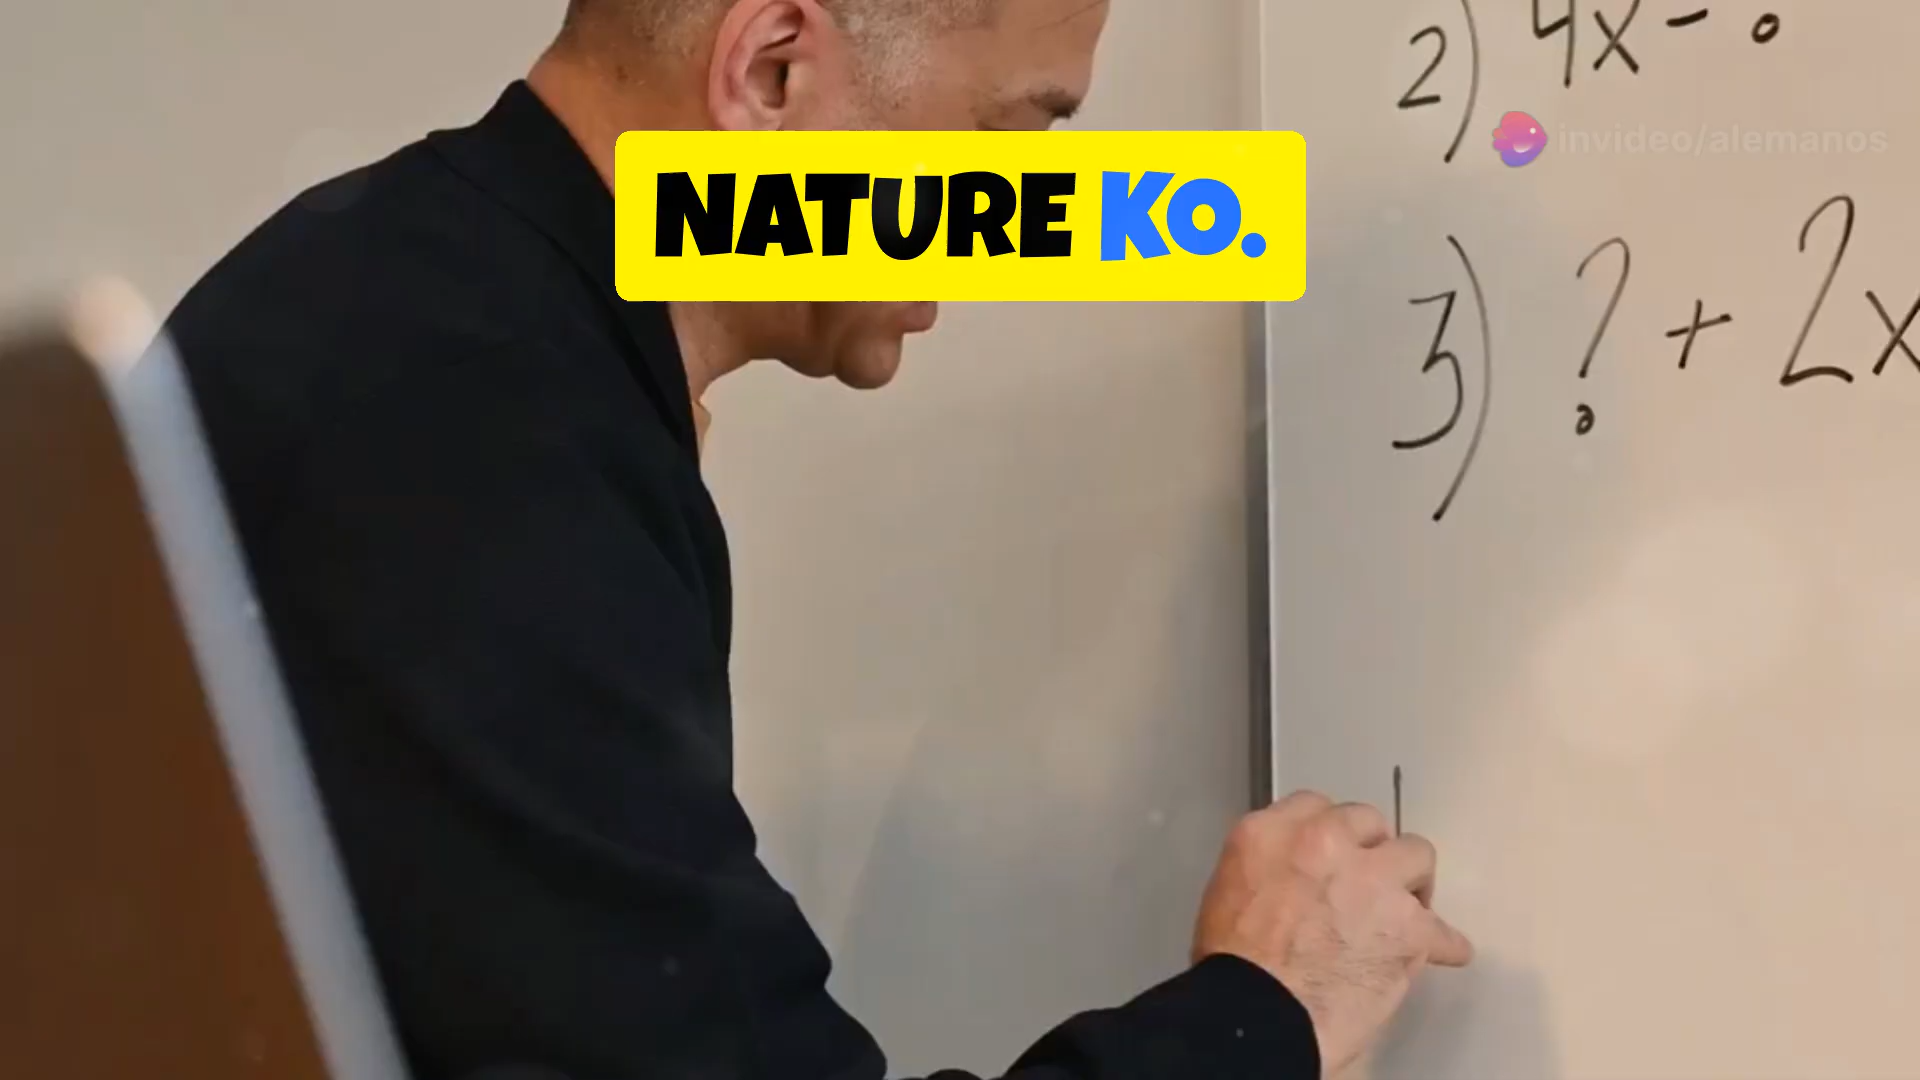 2) 4x - ?
invideo/alemanos
NATURE KO.
3) ? + 2x